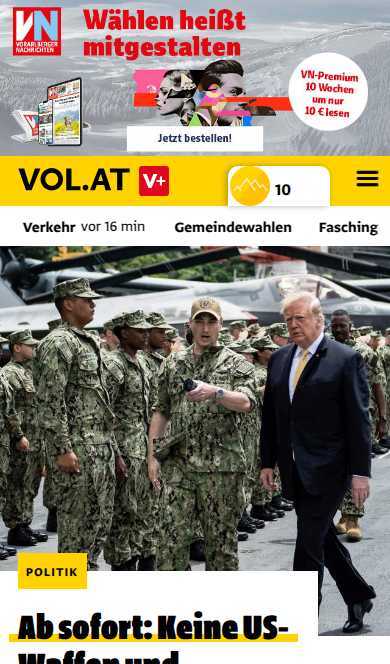 VN
VORARLBERGER
NACHRICHTEN
Wählen heißt
mitgestalten
VN-Premium
10 Wochen
um nur
10 € lesen
Jetzt bestellen!
VOL.AT V+
10
Verkehr vor 16 min Gemeindewahlen Fasching
POLITIK
Ab sofort: Keine US-
Waffen und